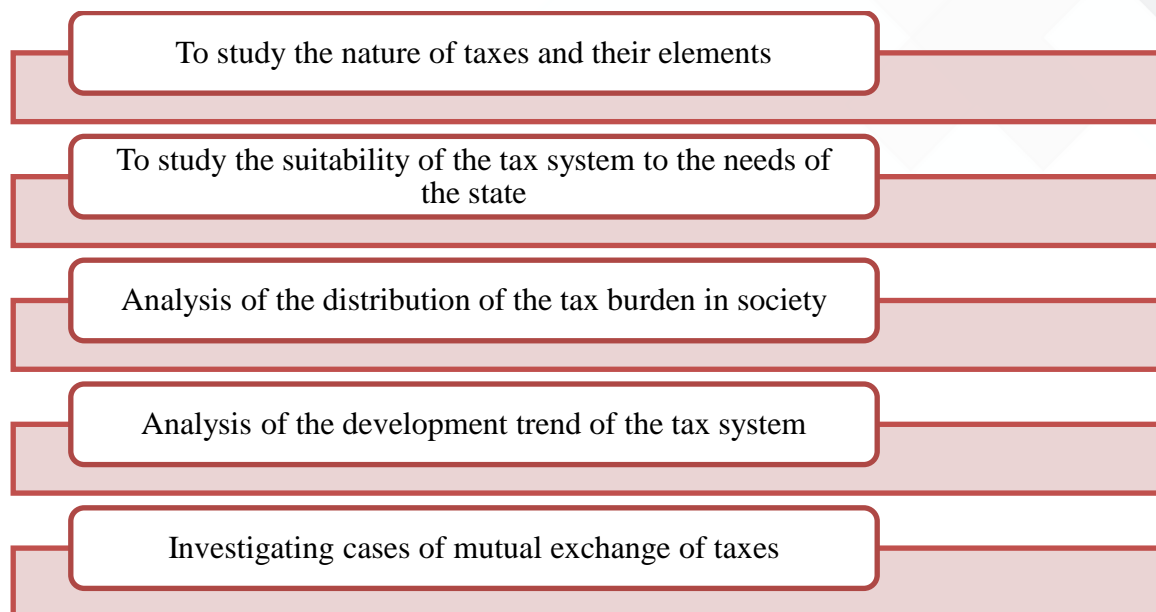 To study the nature of taxes and their elements
To study the suitability of the tax system to the needs of
the state
Analysis of the distribution of the tax burden in society
Analysis of the development trend of the tax system
Investigating cases of mutual exchange of taxes